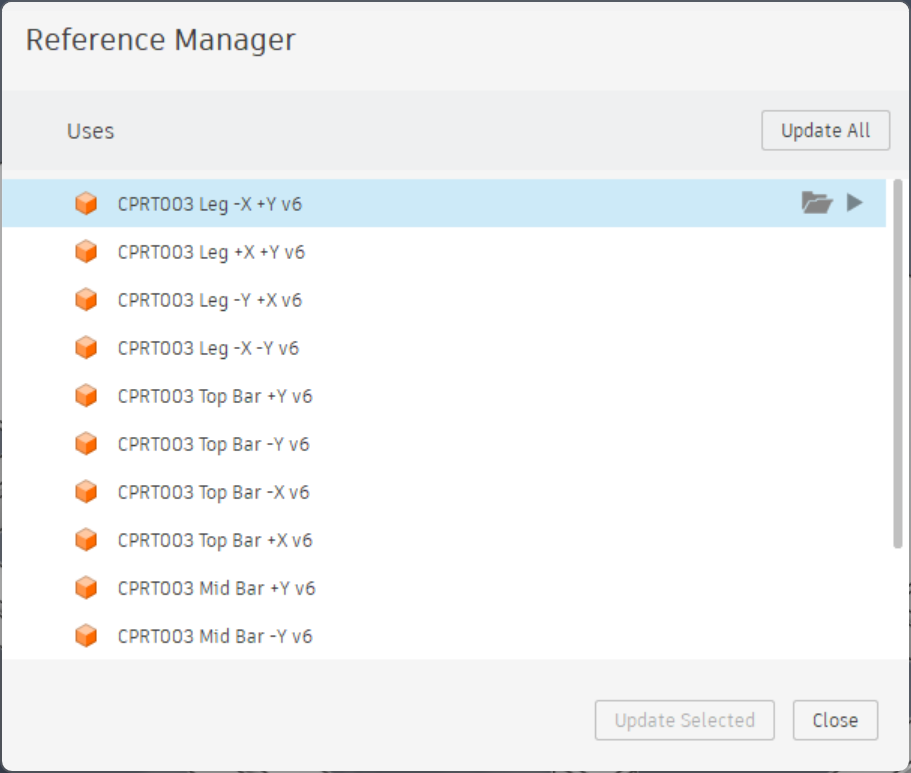 Reference Manager
Uses
Update All
CPRT003 Leg -X +Y v6
CPRT003 Leg +X +Y v6
CPRT003 Leg -Y +X v6
CPRT003 Leg -X -Y v6
CPRT003 Top Bar +Y v6
CPRT003 Top Bar -Y v6
CPRT003 Top Bar -X v6
CPRT003 Top Bar +X v6
CPRT003 Mid Bar +Y v6
CPRT003 Mid Bar -Y v6
Update Selected
Close